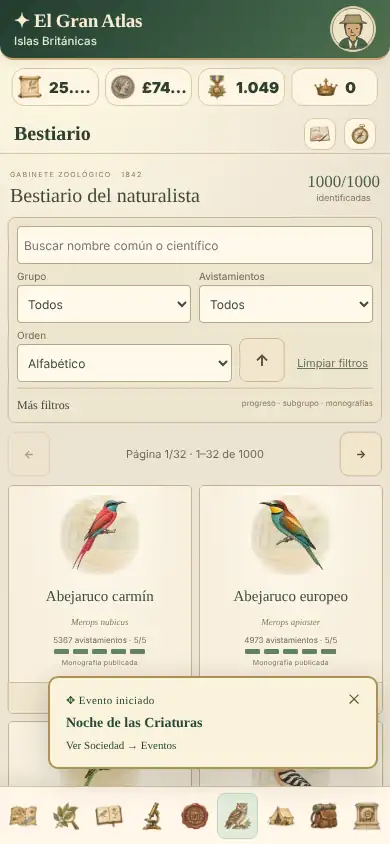 ✦ El Gran Atlas
Islas Británicas
25.... £74... 1.049 0
Bestiario
GABINETE ZOOLÓGICO · 1842
Bestiario del naturalista
1000/1000
identificadas
Buscar nombre común o científico
Grupo Avistamientos
Todos Todos
Orden
Alfabético ↑ Limpiar filtros
Más filtros progreso · subgrupo · monografías
← Página 1/32 · 1–32 de 1000 →
Abejaruco carmín
Merops nubicus
5367 avistamientos · 5/5
Monografía publicada
Abejaruco europeo
Merops apiaster
4973 avistamientos · 5/5
Monografía publicada
✥ Evento iniciado ×
Noche de las Criaturas
Ver Sociedad → Eventos